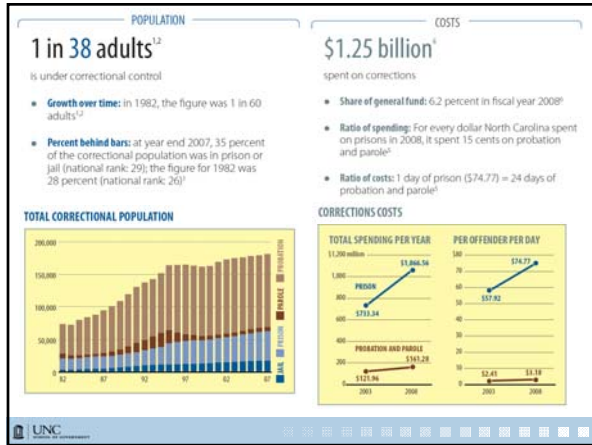 POPULATION
1 in 38 adults1,2
is under correctional control
• Growth over time: in 1982, the figure was 1 in 60
adults1,2
• Percent behind bars: at year end 2007, 35 percent
of the correctional population was in prison or
jail (national rank: 29); the figure for 1982 was
28 percent (national rank: 26)
TOTAL CORRECTIONAL POPULATION
200,000
150,000
100,000
50,000
0
82
87
92
97
02
07
PROBATION
PAROLE
PRISON
JAIL
COSTS
$1.25 billion
spent on corrections
• Share of general fund: 6.2 percent in fiscal year 2008
• Ratio of spending: For every dollar North Carolina spent
on prisons in 2008, it spent 15 cents on probation
and parole
• Ratio of costs: 1 day of prison ($74.77) = 24 days of
probation and parole
CORRECTIONS COSTS
TOTAL SPENDING PER YEAR
$1,200 million
1,000
800
600
400
200
0
$1,066.56
PRISON
$733.34
PROBATION AND PAROLE
$161.28
$121.96
2003
2008
PER OFFENDER PER DAY
$80
70
60
50
40
30
20
10
0
$74.77
$57.92
$2.41
$3.18
2003
2008
UNC
SCHOOL OF GOVERNMENT